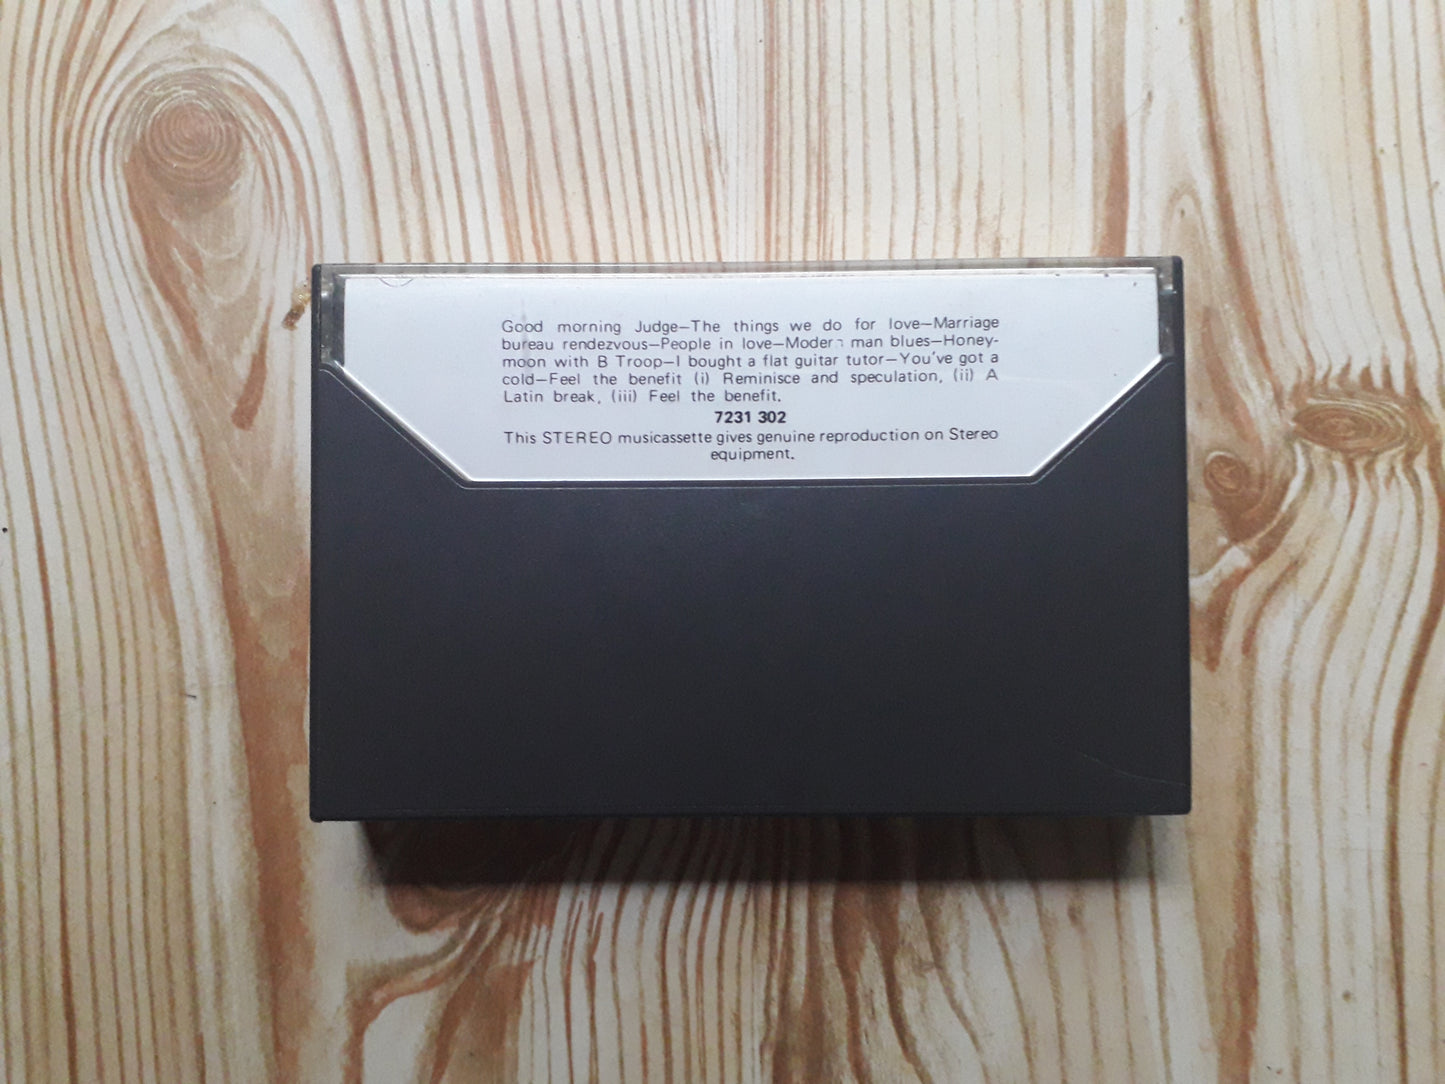 Good morning Judge—The things we do for love—Marriage
bureau rendezvous—People in love—Modern man blues—Honey-
moon with B Troop—I bought a flat guitar tutor—You've got a
cold—Feel the benefit (i) Reminisce and speculation, (ii) A
Latin break, (iii) Feel the benefit.
7231 302
This STEREO musicassette gives genuine reproduction on Stereo
equipment.